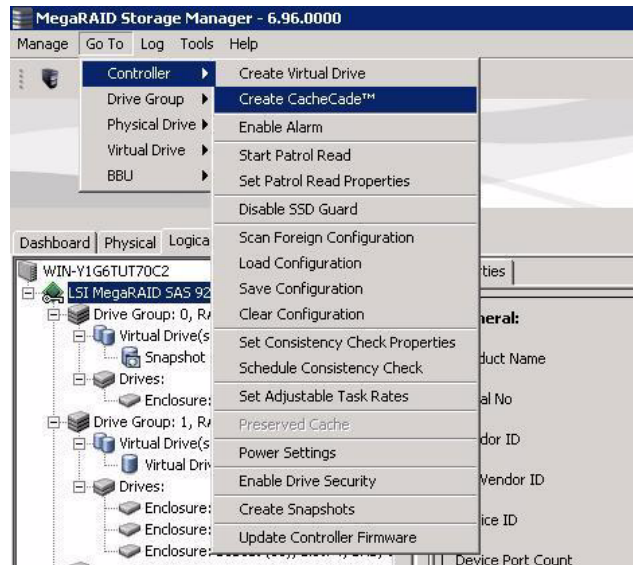 MegaRAID Storage Manager - 6.96.0000
Manage Go To Log Tools Help
Controller
Drive Group
Physical Drive
Virtual Drive
BBU
Create Virtual Drive
Create CacheCade™
Enable Alarm
Start Patrol Read
Set Patrol Read Properties
Disable SSD Guard
Scan Foreign Configuration
Load Configuration
Save Configuration
Clear Configuration
Set Consistency Check Properties
Schedule Consistency Check
Set Adjustable Task Rates
Preserved Cache
Power Settings
Enable Drive Security
Create Snapshots
Update Controller Firmware
Dashboard Physical Logica
WIN-Y1G6TUT70C2
LSI MegaRAID SAS 92
Drive Group: 0, RA
Virtual Drive(s
Snapshot
Drives:
Enclosure:
Drive Group: 1, RA
Virtual Drive(s
Virtual Driv
Drives:
Enclosure:
Enclosure:
Enclosure:
ties
neral:
duct Name
al No
dor ID
Vendor ID
ice ID
Device Port Count